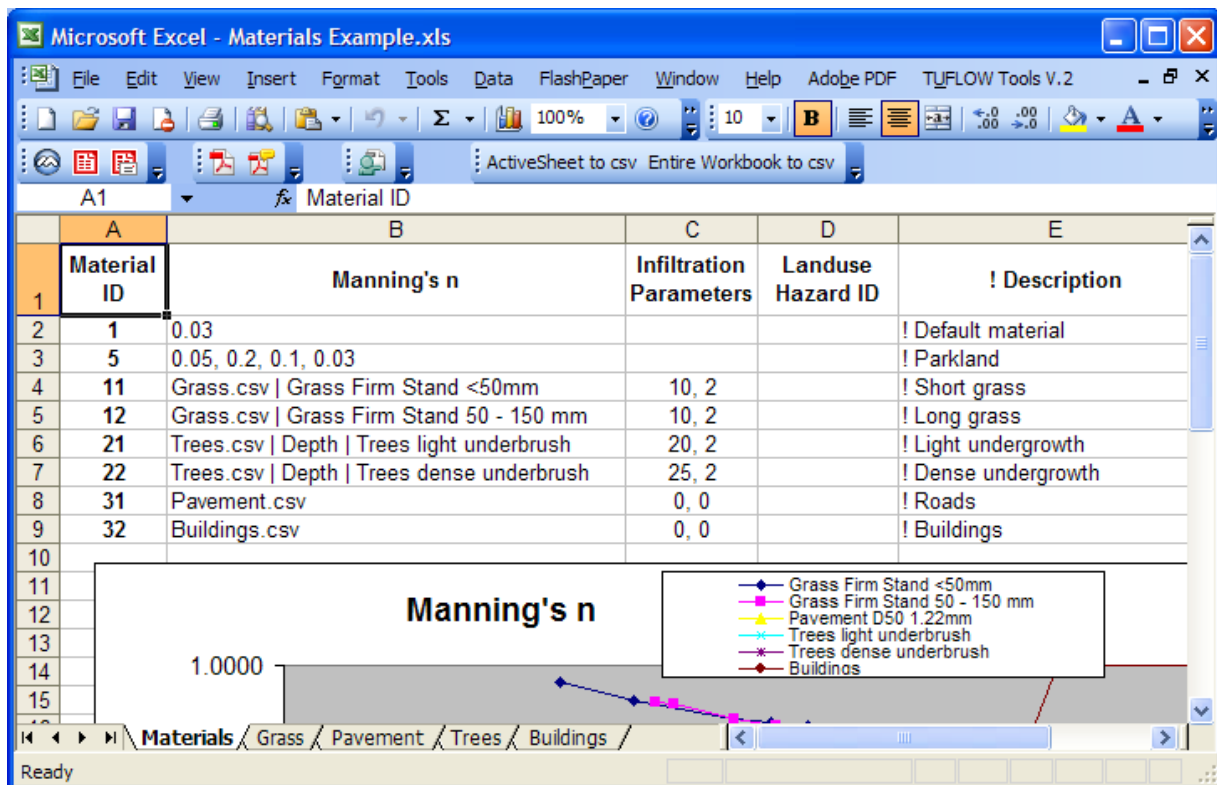 Microsoft Excel - Materials Example.xls
File Edit View Insert Format Tools Data FlashPaper Window Help Adobe PDF TUFLOW Tools V.2
Σ 100% 10 B A
ActiveSheet to csv Entire Workbook to csv
A1 fx Material ID
A B C D E
1 Material ID Manning's n Infiltration Parameters Landuse Hazard ID ! Description
2 1 0.03 ! Default material
3 5 0.05, 0.2, 0.1, 0.03 ! Parkland
4 11 Grass.csv | Grass Firm Stand <50mm 10, 2 ! Short grass
5 12 Grass.csv | Grass Firm Stand 50 - 150 mm 10, 2 ! Long grass
6 21 Trees.csv | Depth | Trees light underbrush 20, 2 ! Light undergrowth
7 22 Trees.csv | Depth | Trees dense underbrush 25, 2 ! Dense undergrowth
8 31 Pavement.csv 0, 0 ! Roads
9 32 Buildings.csv 0, 0 ! Buildings
10
11
12
13
14
15
Manning's n
Grass Firm Stand <50mm
Grass Firm Stand 50 - 150 mm
Pavement D50 1.22mm
Trees light underbrush
Trees dense underbrush
Buildings
1.0000
Materials Grass Pavement Trees Buildings
Ready